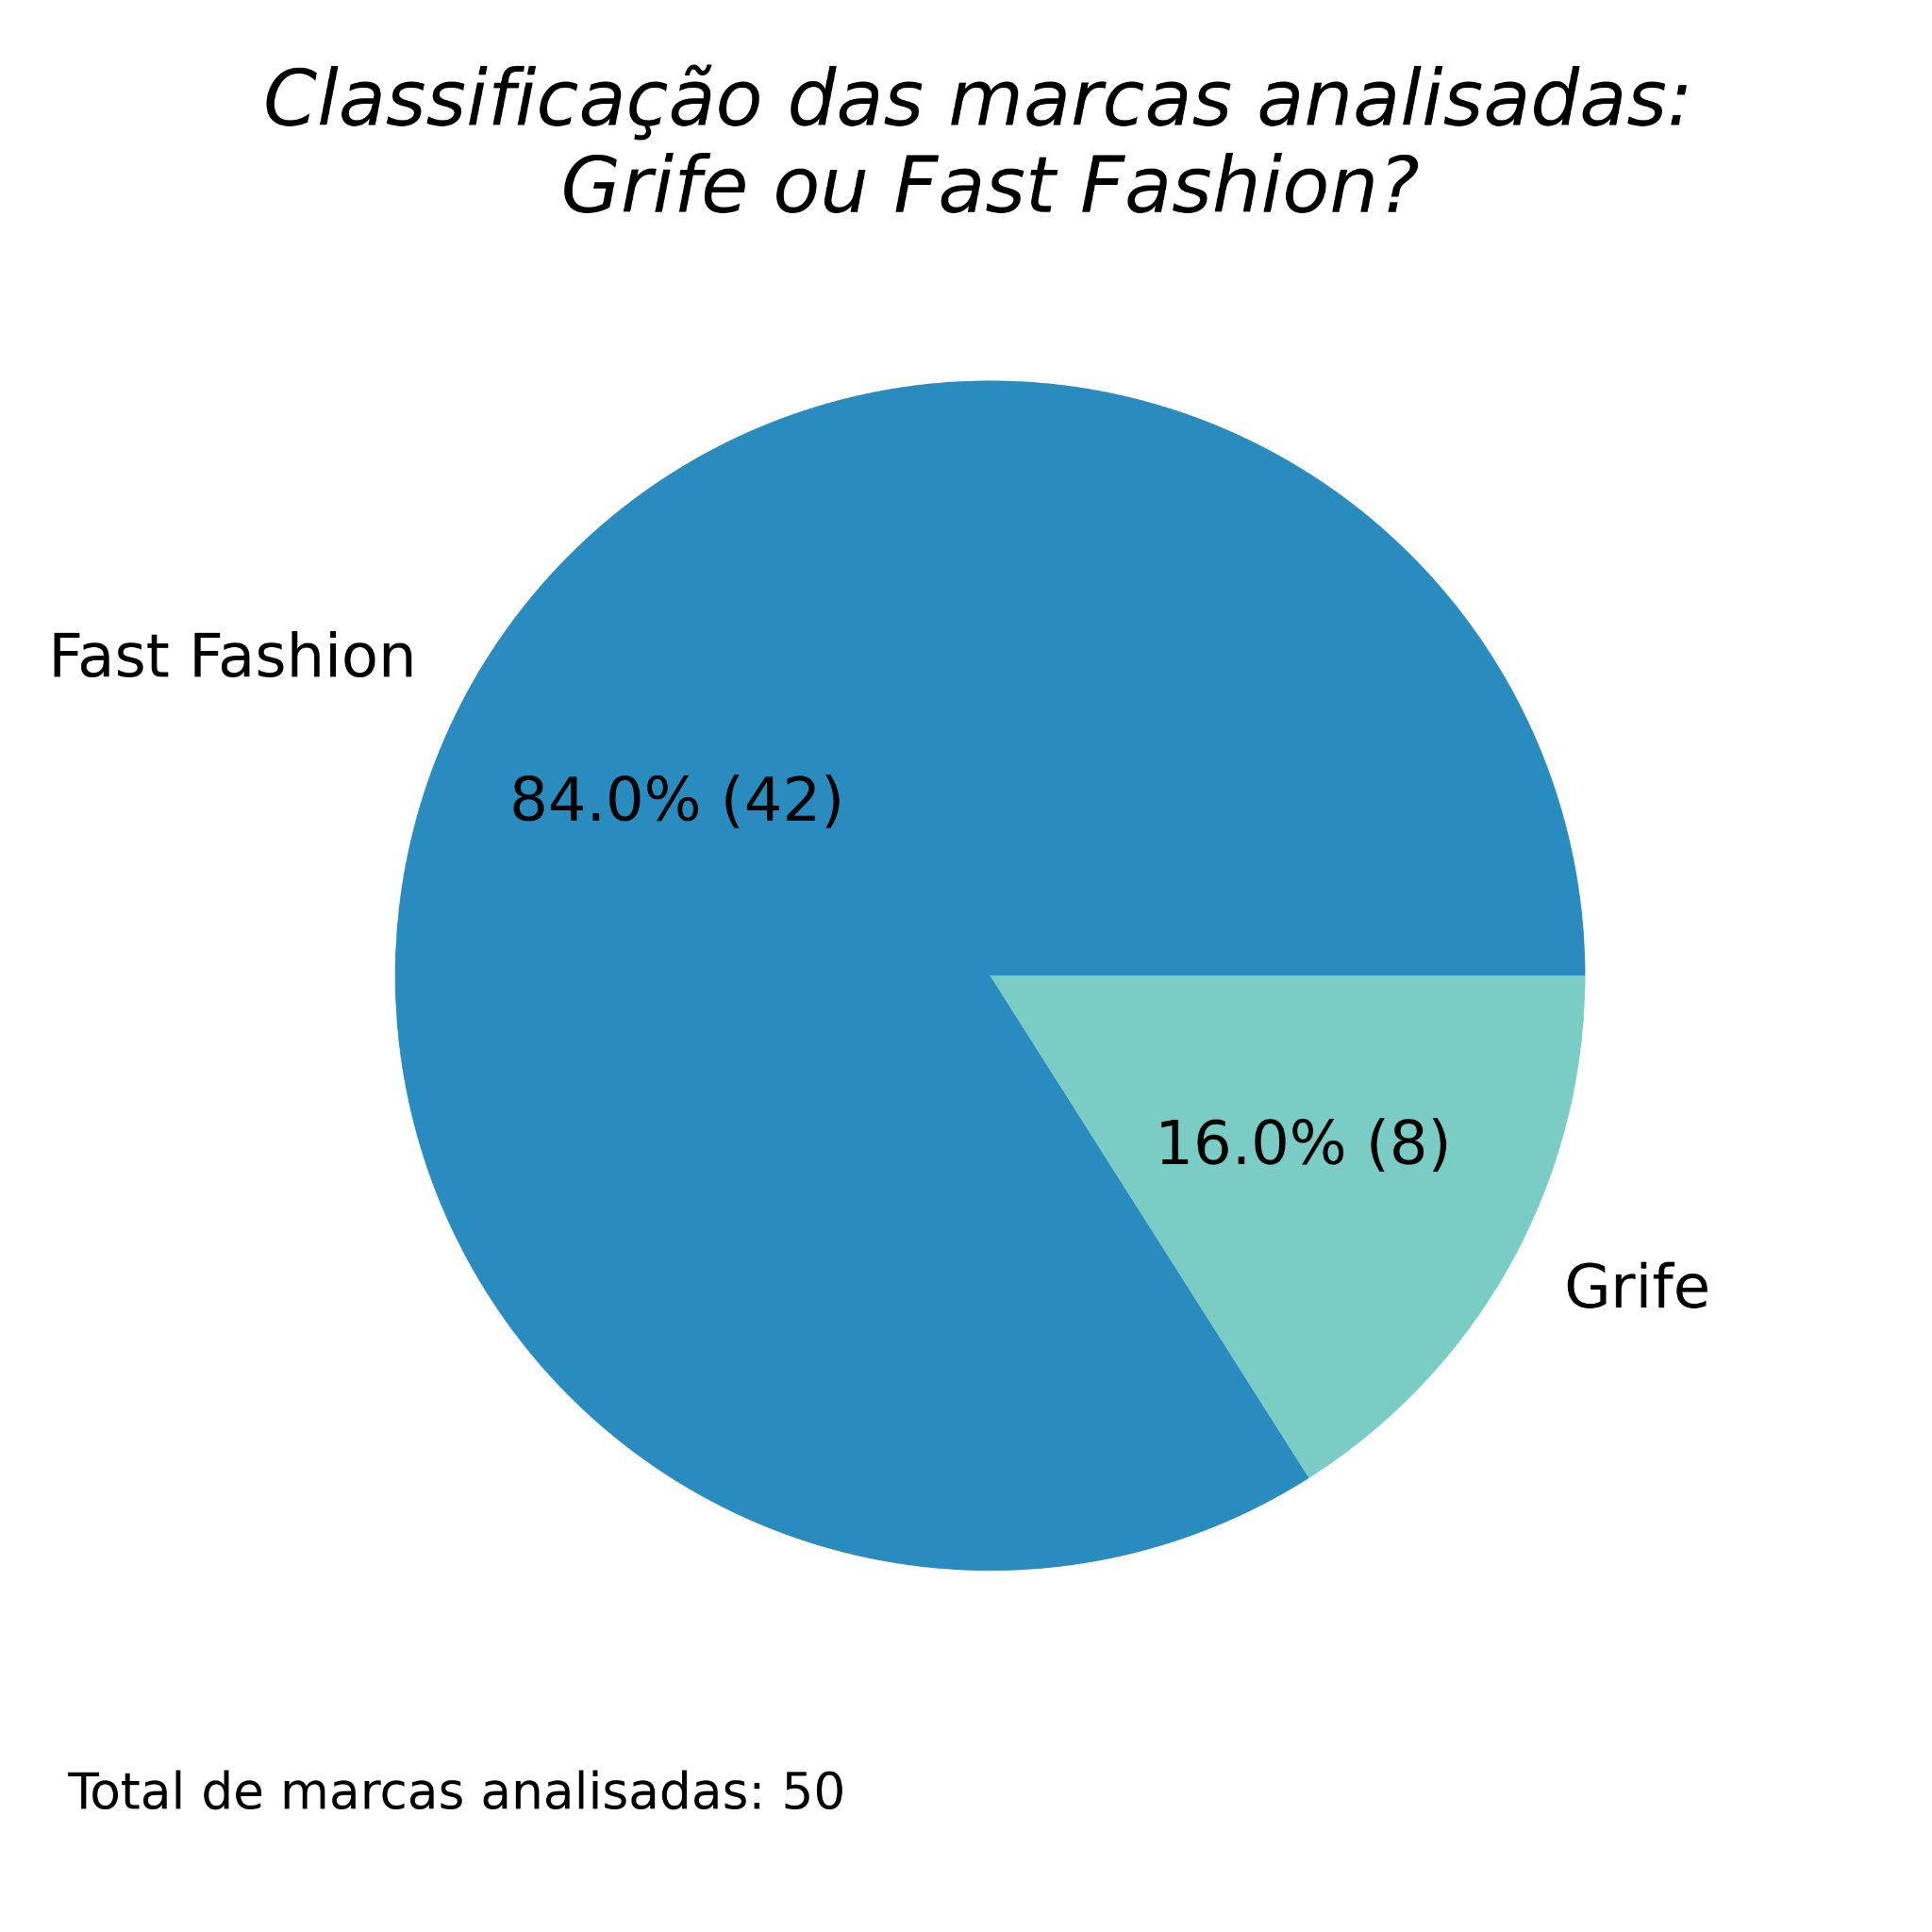 Classificação das marcas analisadas:
Grife ou Fast Fashion?
Fast Fashion
84.0% (42)
16.0% (8)
Grife
Total de marcas analisadas: 50